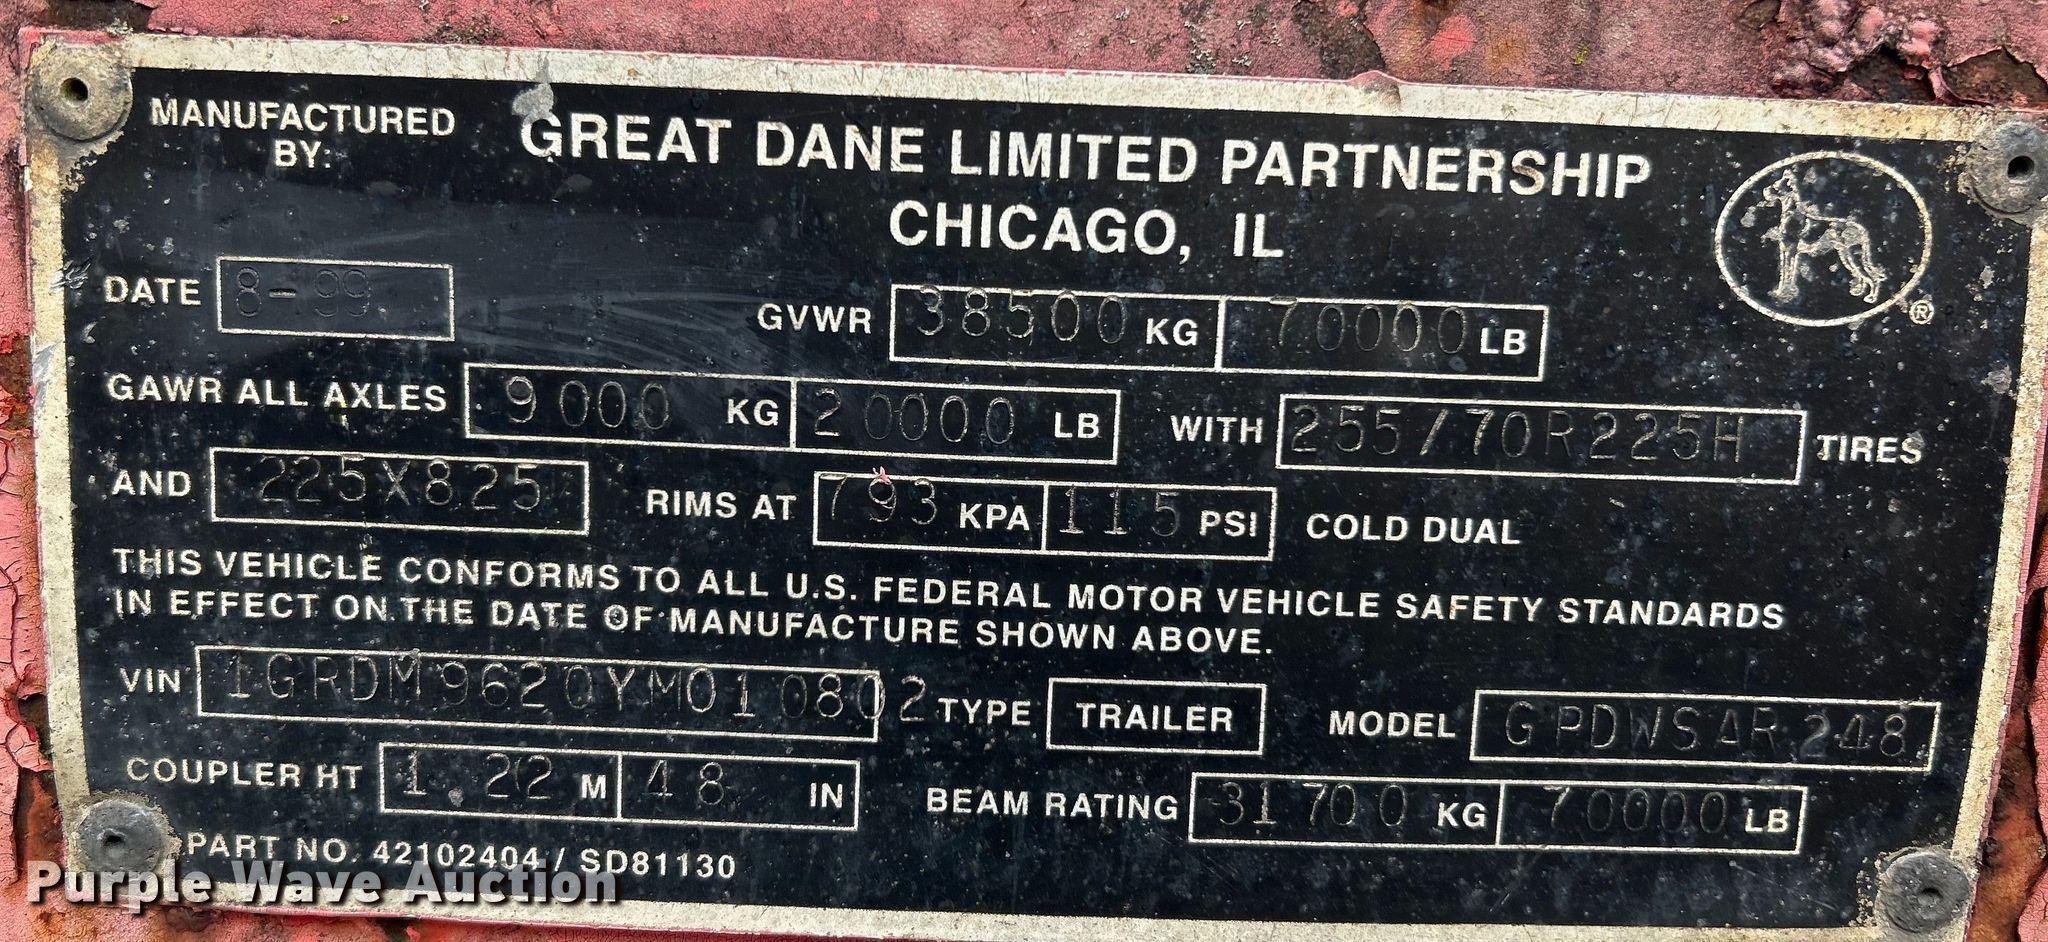 MANUFACTURED BY: GREAT DANE LIMITED PARTNERSHIP
CHICAGO, IL
DATE 8-99 GVWR 38500 KG 70000 LB
GAWR ALL AXLES 9000 KG 20000 LB WITH 255/70R225H TIRES
AND 225X825 RIMS AT 793 KPA 115 PSI COLD DUAL
THIS VEHICLE CONFORMS TO ALL U.S. FEDERAL MOTOR VEHICLE SAFETY STANDARDS
IN EFFECT ON THE DATE OF MANUFACTURE SHOWN ABOVE.
VIN 1GRDM9620YM010802 TYPE TRAILER MODEL GPDWSAR248
COUPLER HT 1.22 M 48 IN BEAM RATING 31700 KG 70000 LB
PART NO. 42102404 / SD81130
Purple Wave Auction
®